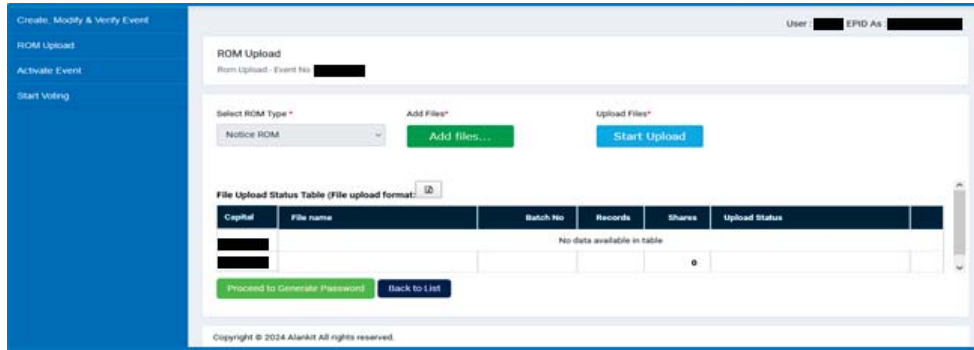 Create, Modify & Verify Event
User : EPID As :
ROM Upload
ROM Upload
Activate Event
Rom Upload - Event No
Start Voting
Select ROM Type * Add Files* Upload Files*
Notice ROM Add files... Start Upload
File Upload Status Table (File upload format:
Capital File name Batch No Records Shares Upload Status
No data available in table
0
Proceed to Generate Password Back to List
Copyright © 2024 Alankit All rights reserved.